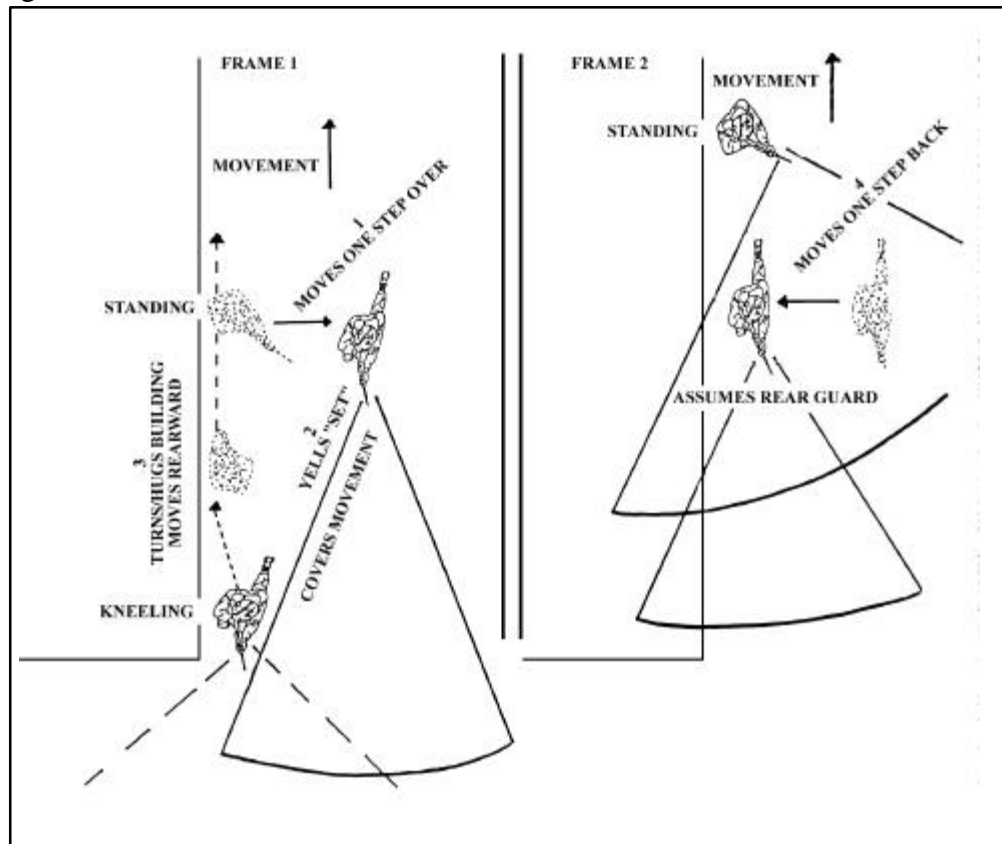 FRAME 1
MOVEMENT
1
MOVES ONE STEP OVER
STANDING
2
YELLS "SET"
COVERS MOVEMENT
3
TURNS/HUGS BUILDING
MOVES REARWARD
KNEELING
FRAME 2
MOVEMENT
STANDING
4
MOVES ONE STEP BACK
ASSUMES REAR GUARD